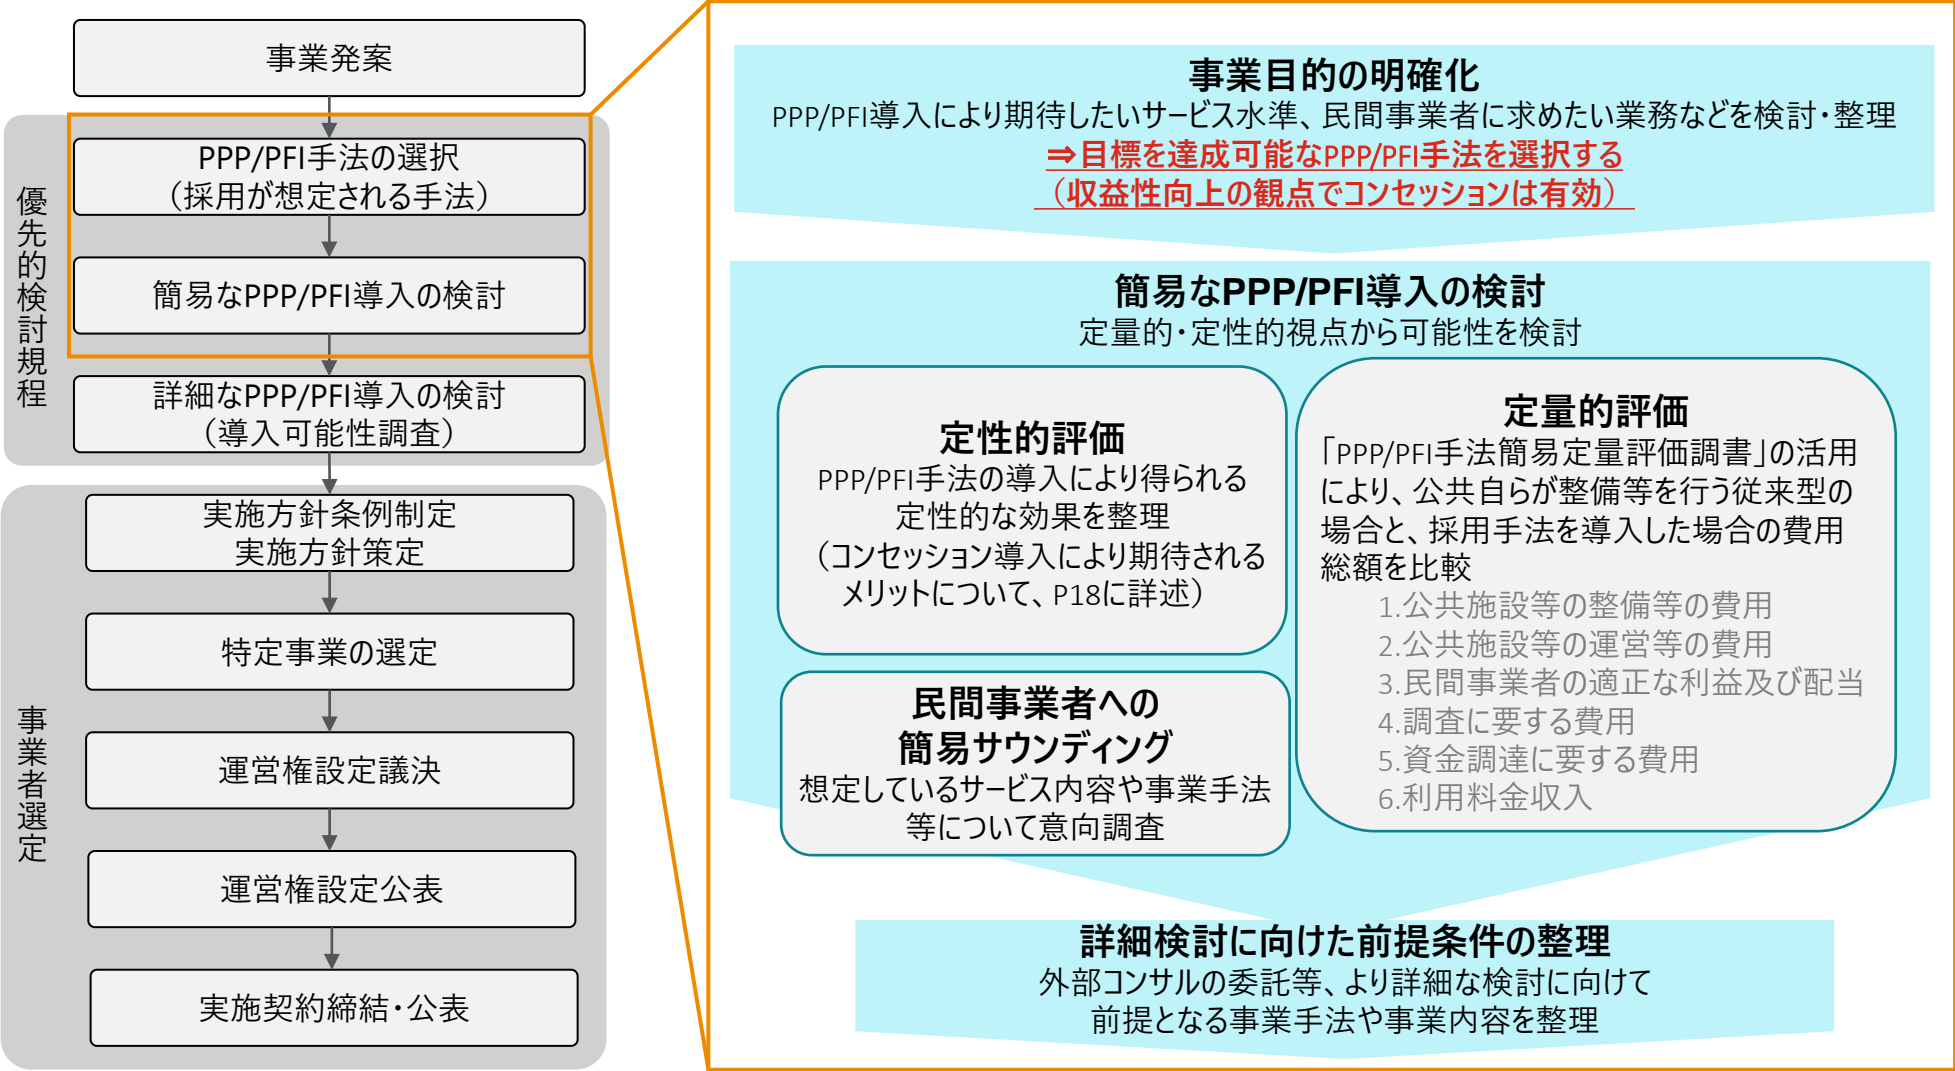 事業発案
優先的検討規程
PPP/PFI手法の選択
（採用が想定される手法）
簡易なPPP/PFI導入の検討
詳細なPPP/PFI導入の検討
（導入可能性調査）
事業者選定
実施方針条例制定
実施方針策定
特定事業の選定
運営権設定議決
運営権設定公表
実施契約締結・公表
事業目的の明確化
PPP/PFI導入により期待したいサービス水準、民間事業者に求めたい業務などを検討・整理
⇒目標を達成可能なPPP/PFI手法を選択する
（収益性向上の観点でコンセッションは有効）
簡易なPPP/PFI導入の検討
定量的・定性的視点から可能性を検討
定性的評価
PPP/PFI手法の導入により得られる
定性的な効果を整理
（コンセッション導入により期待される
メリットについて、P18に詳述）
民間事業者への
簡易サウンディング
想定しているサービス内容や事業手法
等について意向調査
定量的評価
「PPP/PFI手法簡易定量評価調書」の活用
により、公共自らが整備等を行う従来型の
場合と、採用手法を導入した場合の費用
総額を比較
1.公共施設等の整備等の費用
2.公共施設等の運営等の費用
3.民間事業者の適正な利益及び配当
4.調査に要する費用
5.資金調達に要する費用
6.利用料金収入
詳細検討に向けた前提条件の整理
外部コンサルの委託等、より詳細な検討に向けて
前提となる事業手法や事業内容を整理